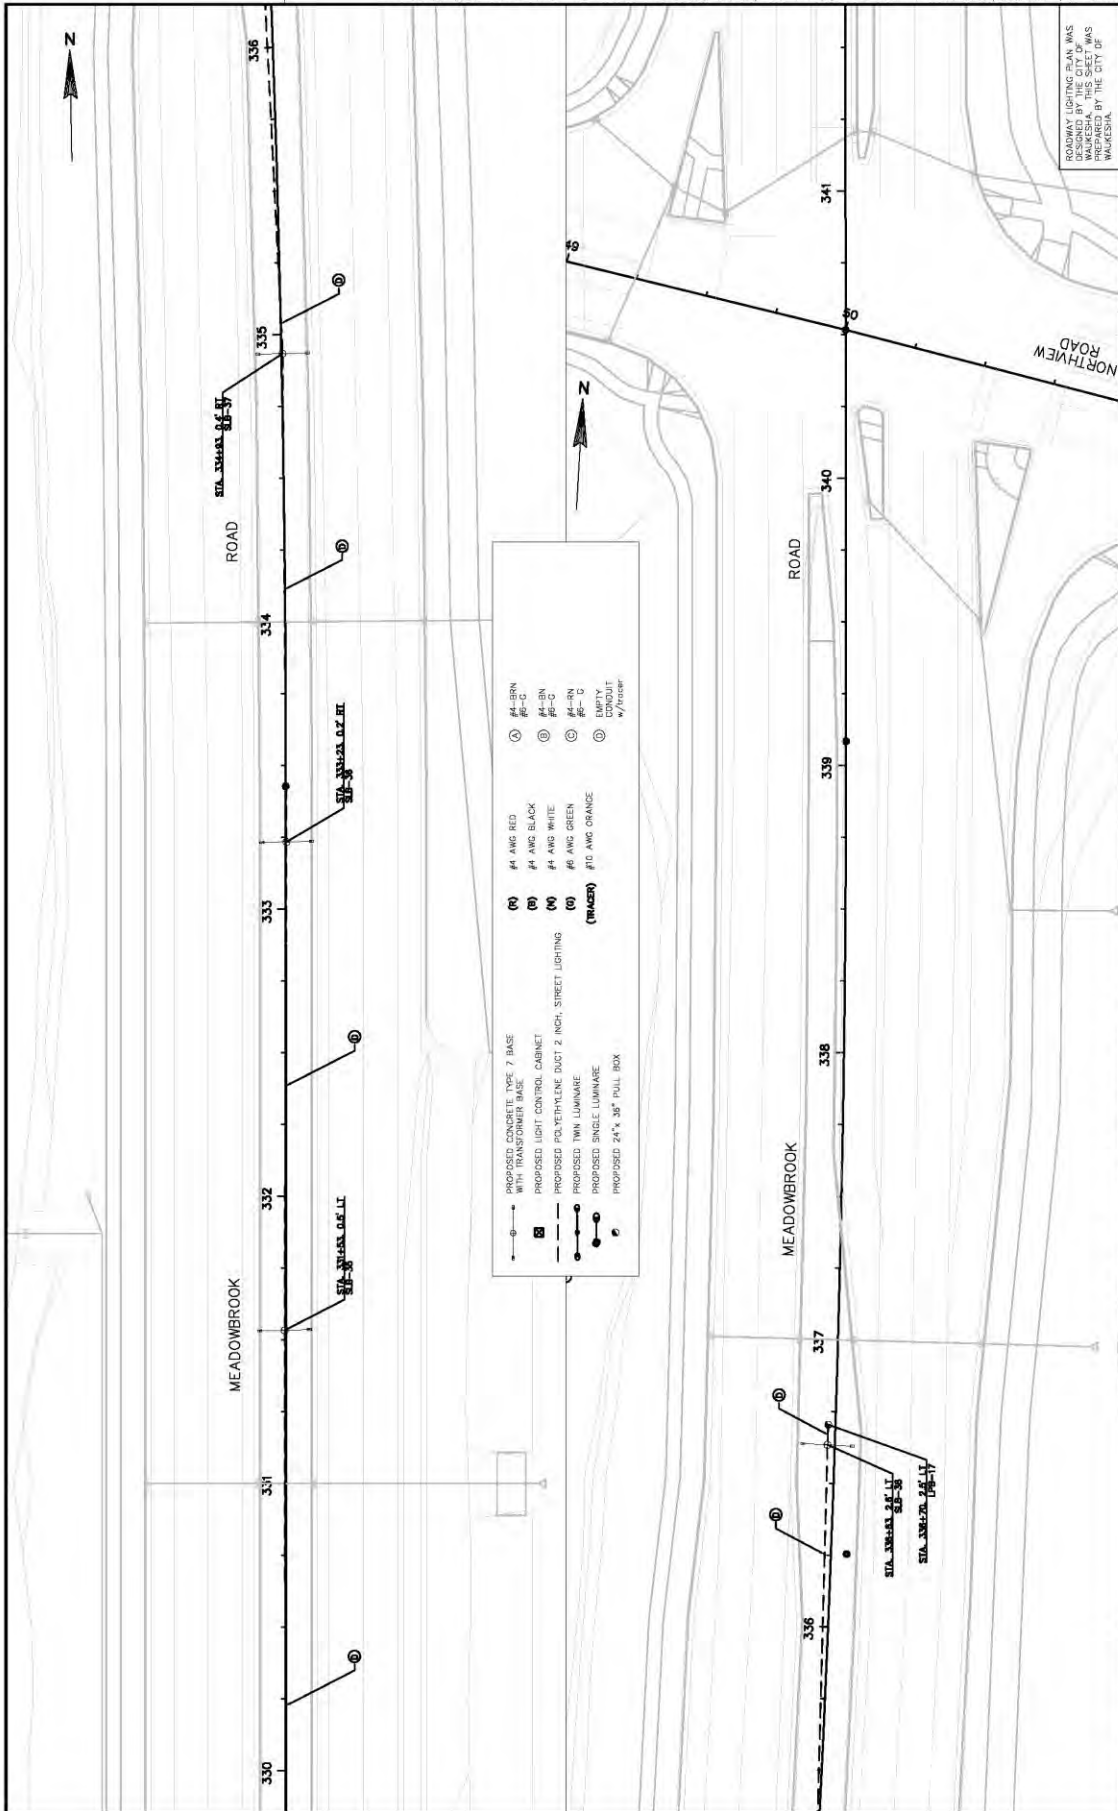 N
330
331
332
333
334
335
336
MEADOWBROOK
ROAD
D
STA. 331+53, 0.5' LT
SLB-35
D
STA. 333+23, 0.2' RT
SLB-36
D
STA. 334+93, 0.4' RT
SLB-37
D
PROPOSED CONCRETE TYPE 7 BASE
WITH TRANSFORMER BASE
PROPOSED LIGHT CONTROL CABINET
PROPOSED POLYETHYLENE DUCT 2 INCH, STREET LIGHTING
PROPOSED TWIN LUMINARE
PROPOSED SINGLE LUMINARE
PROPOSED 24"x 36" PULL BOX
(R) #4 AWG RED
(B) #4 AWG BLACK
(N) #4 AWG WHITE
(G) #6 AWG GREEN
(TRACER) #10 AWG ORANGE
A #4-BRN
#6-G
B #4-BN
#6-G
C #4-RN
#6- G
D EMPTY
CONDUIT
w/tracer
N
336
337
338
339
340
341
49
50
MEADOWBROOK
ROAD
NORTHVIEW
ROAD
D
D
STA. 336+63, 2.6' LT
SLB-38
STA. 336+70, 2.5' LT
LPB-17
ROADWAY LIGHTING PLAN WAS
DESIGNED BY THE CITY OF
WAUKESHA. THIS SHEET WAS
PREPARED BY THE CITY OF
WAUKESHA.